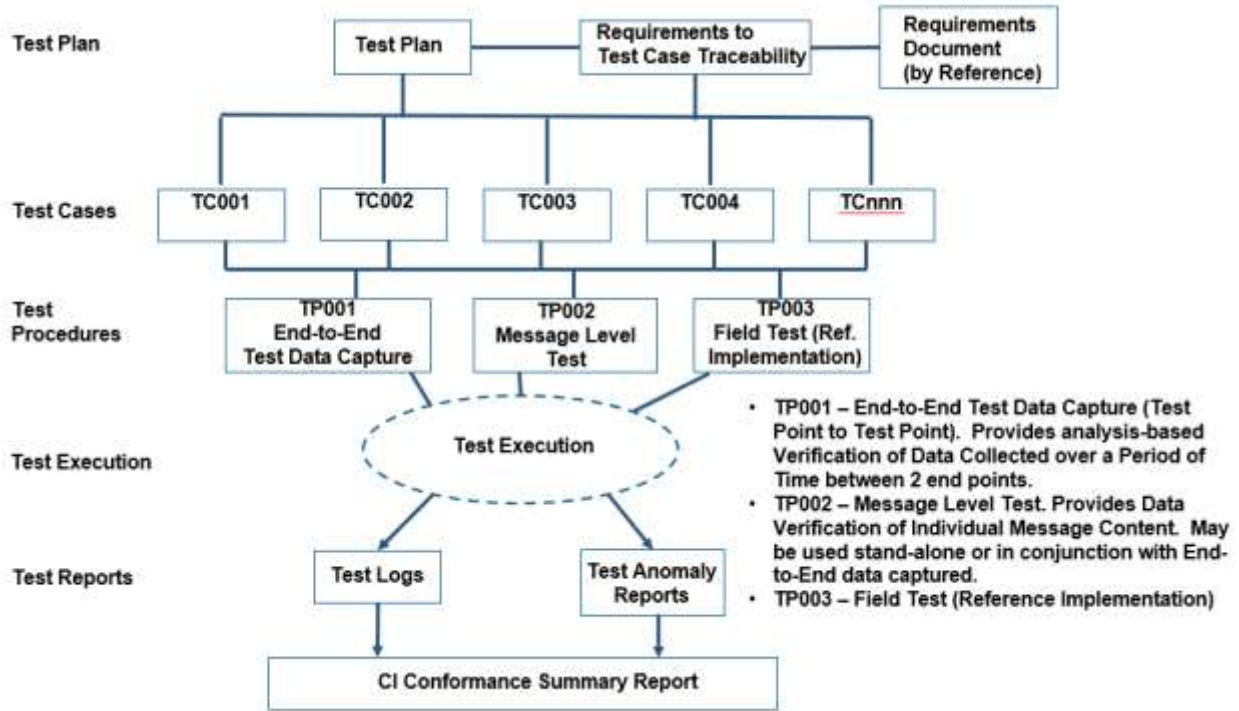 Test Plan
Test Plan
Requirements to
Test Case Traceability
Requirements
Document
(by Reference)
Test Cases
TC001
TC002
TC003
TC004
TCnnn
Test
Procedures
TP001
End-to-End
Test Data Capture
TP002
Message Level
Test
TP003
Field Test (Ref.
Implementation)
Test Execution
Test Execution
• TP001 – End-to-End Test Data Capture (Test
Point to Test Point). Provides analysis-based
Verification of Data Collected over a Period of
Time between 2 end points.
• TP002 – Message Level Test. Provides Data
Verification of Individual Message Content. May
be used stand-alone or in conjunction with End-
to-End data captured.
• TP003 – Field Test (Reference Implementation)
Test Reports
Test Logs
Test Anomaly
Reports
CI Conformance Summary Report